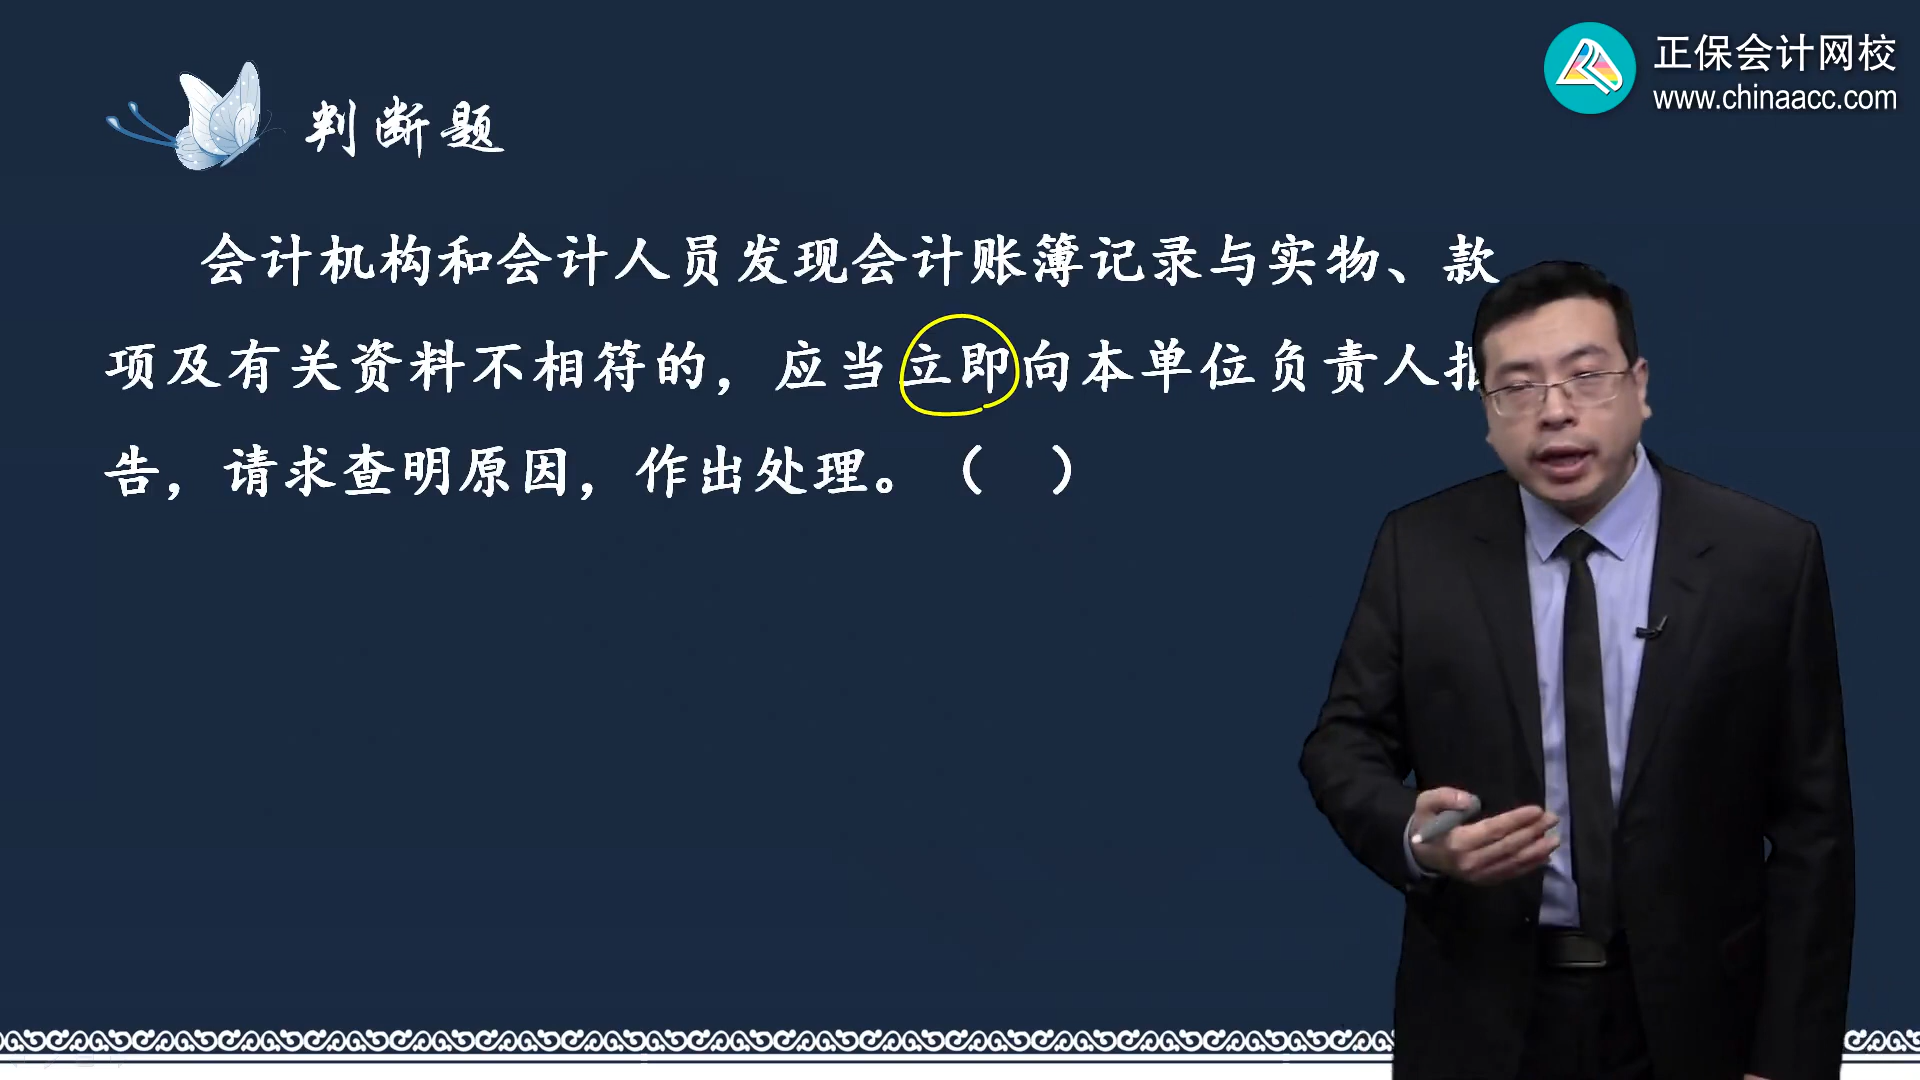 正保会计网校
www.chinaacc.com
判断题
会计机构和会计人员发现会计账簿记录与实物、款
项及有关资料不相符的，应当立即向本单位负责人报
告，请求查明原因，作出处理。（ ）